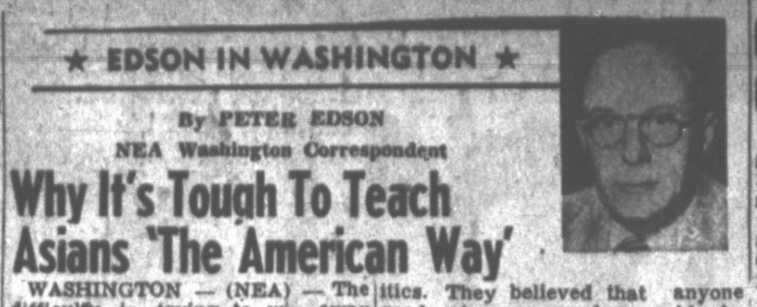 ★ EDSON IN WASHINGTON ★
By PETER EDSON
NEA Washington Correspondent
Why It's Tough To Teach
Asians 'The American Way'
WASHINGTON — (NEA) — The
itics. They believed that anyone